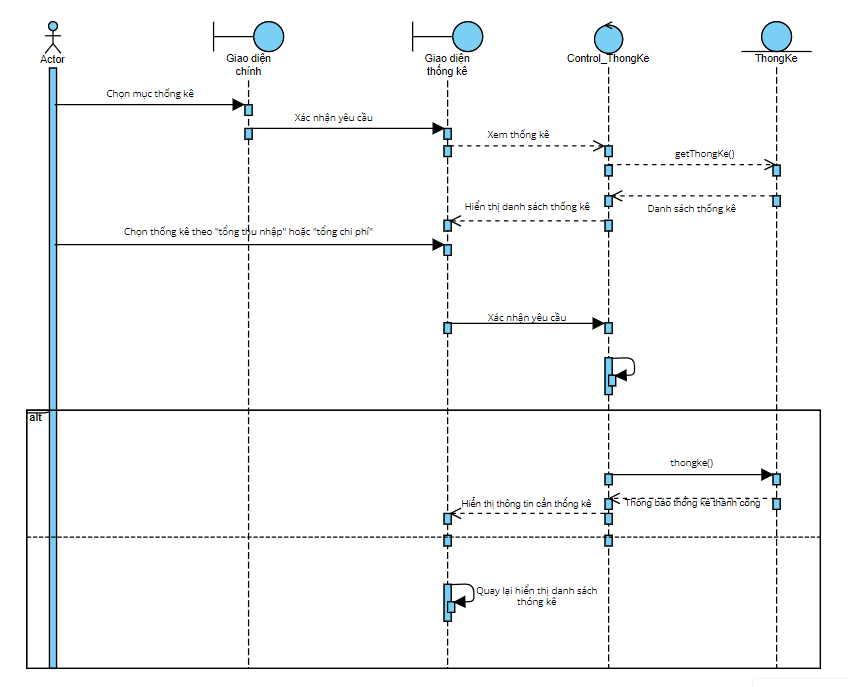 Actor
Giao diện
chính
Giao diện
thống kê
Control_ThongKe
ThongKe
Chọn mục thống kê
Xác nhận yêu cầu
Xem thống kê
getThongKe()
Danh sách thống kê
Hiển thị danh sách thống kê
Chọn thống kê theo "tổng thu nhập" hoặc "tổng chi phí"
Xác nhận yêu cầu
alt
thongke()
Thông báo thống kê thành công
Hiển thị thông tin cần thống kê
Quay lại hiển thị danh sách
thóng kê